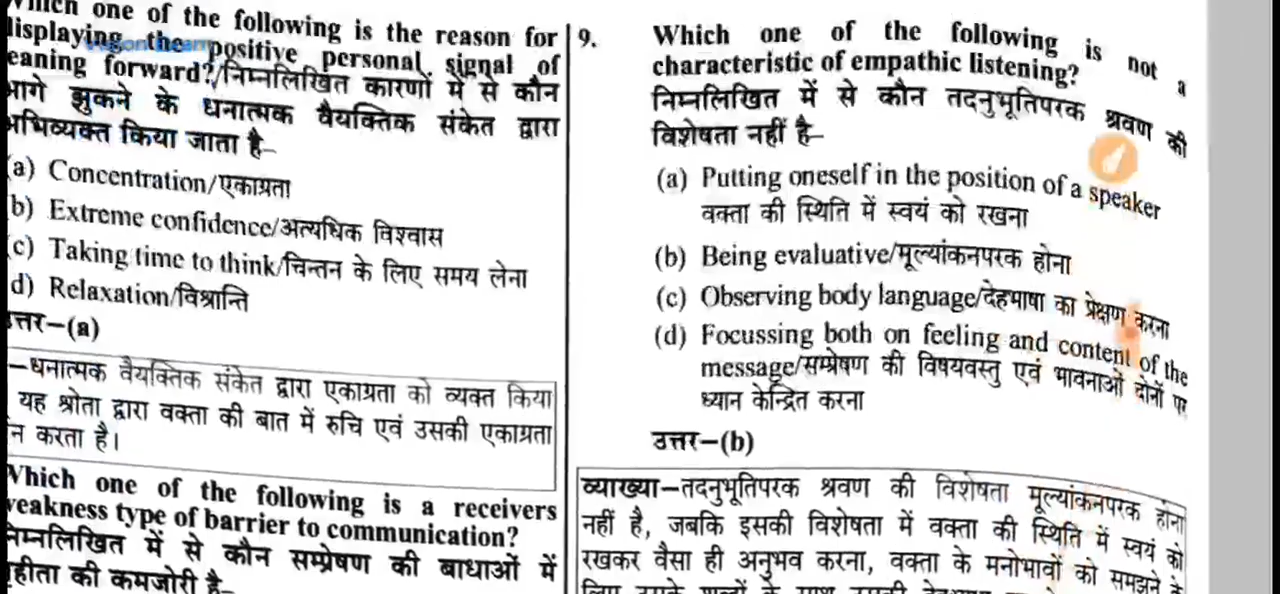 Which one of the following is the reason for
displaying the positive personal signal of
leaning forward?/निम्नलिखित कारणों में से कौन
आगे झुकने के धनात्मक वैयक्तिक संकेत द्वारा
अभिव्यक्त किया जाता है–
(a) Concentration/एकाग्रता
(b) Extreme confidence/अत्यधिक विश्वास
(c) Taking time to think/चिन्तन के लिए समय लेना
(d) Relaxation/विश्रान्ति
उत्तर–(a)
–धनात्मक वैयक्तिक संकेत द्वारा एकाग्रता को व्यक्त किया
यह श्रोता द्वारा वक्ता की बात में रुचि एवं उसकी एकाग्रता
करता है।
Which one of the following is a receivers
weakness type of barrier to communication?
निम्नलिखित में से कौन सम्प्रेषण की बाधाओं में
गृहीता की कमजोरी है–
9. Which one of the following is not a
characteristic of empathic listening?
निम्नलिखित में से कौन तदनुभूतिपरक श्रवण की
विशेषता नहीं है–
(a) Putting oneself in the position of a speaker
वक्ता की स्थिति में स्वयं को रखना
(b) Being evaluative/मूल्यांकनपरक होना
(c) Observing body language/देहभाषा का प्रेक्षण करना
(d) Focussing both on feeling and content of the
message/सम्प्रेषण की विषयवस्तु एवं भावनाओं दोनों पर
ध्यान केन्द्रित करना
उत्तर–(b)
व्याख्या–तदनुभूतिपरक श्रवण की विशेषता मूल्यांकनपरक होना
नहीं है, जबकि इसकी विशेषता में वक्ता की स्थिति में स्वयं को
रखकर वैसा ही अनुभव करना, वक्ता के मनोभावों को समझने के